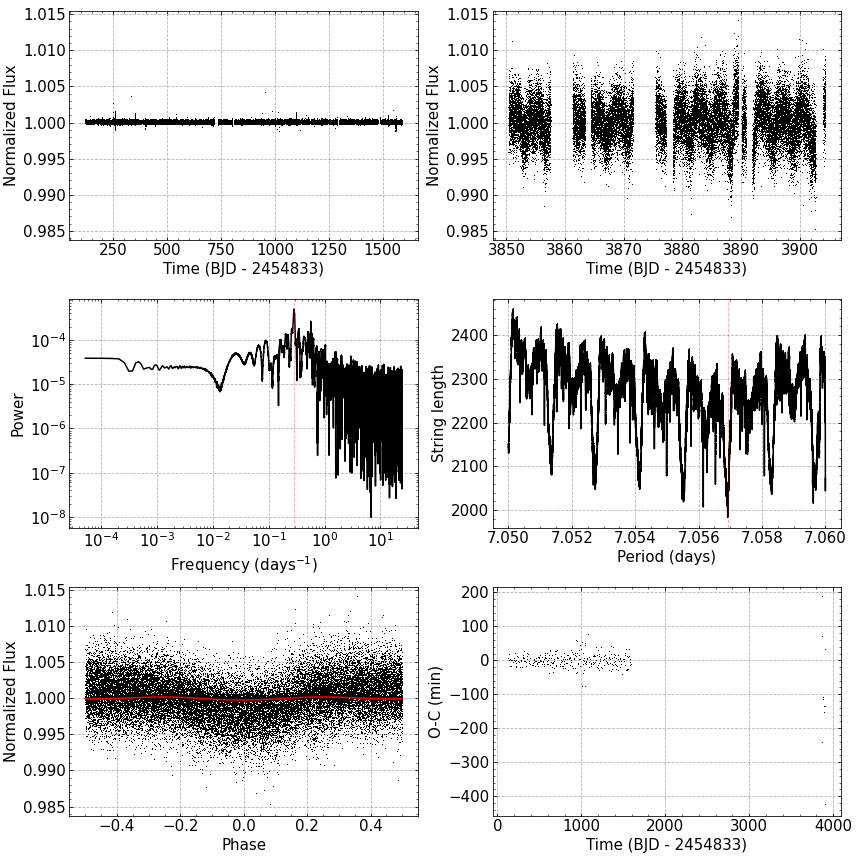 1.015
1.010
1.005
1.000
0.995
0.990
0.985
Normalized Flux
250 500 750 1000 1250 1500
Time (BJD - 2454833)
1.015
1.010
1.005
1.000
0.995
0.990
0.985
Normalized Flux
3850 3860 3870 3880 3890 3900
Time (BJD - 2454833)
10⁻⁴
10⁻⁵
10⁻⁶
10⁻⁷
10⁻⁸
Power
10⁻⁴ 10⁻³ 10⁻² 10⁻¹ 10⁰ 10¹
Frequency (days⁻¹)
2400
2300
2200
2100
2000
String length
7.050 7.052 7.054 7.056 7.058 7.060
Period (days)
1.015
1.010
1.005
1.000
0.995
0.990
0.985
Normalized Flux
−0.4 −0.2 0.0 0.2 0.4
Phase
200
100
0
−100
−200
−300
−400
O-C (min)
0 1000 2000 3000 4000
Time (BJD - 2454833)